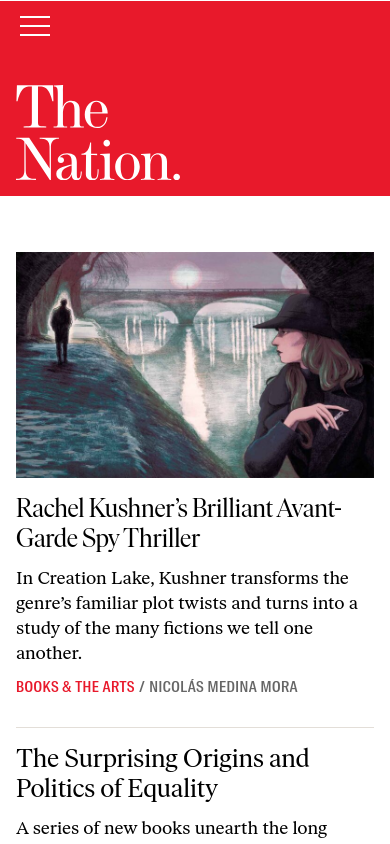 The
Nation.
Rachel Kushner’s Brilliant Avant-
Garde Spy Thriller
In Creation Lake, Kushner transforms the
genre’s familiar plot twists and turns into a
study of the many fictions we tell one
another.
BOOKS & THE ARTS / NICOLÁS MEDINA MORA
The Surprising Origins and
Politics of Equality
A series of new books unearth the long